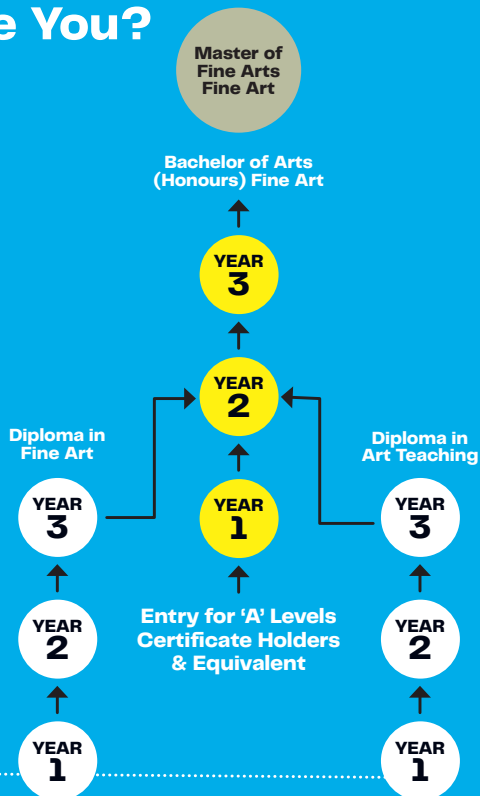 e You?
Master of
Fine Arts
Fine Art
Bachelor of Arts
(Honours) Fine Art
YEAR
3
YEAR
2
Diploma in
Fine Art
Diploma in
Art Teaching
YEAR
3
YEAR
1
YEAR
3
Entry for ‘A’ Levels
Certificate Holders
& Equivalent
YEAR
2
YEAR
2
YEAR
1
YEAR
1